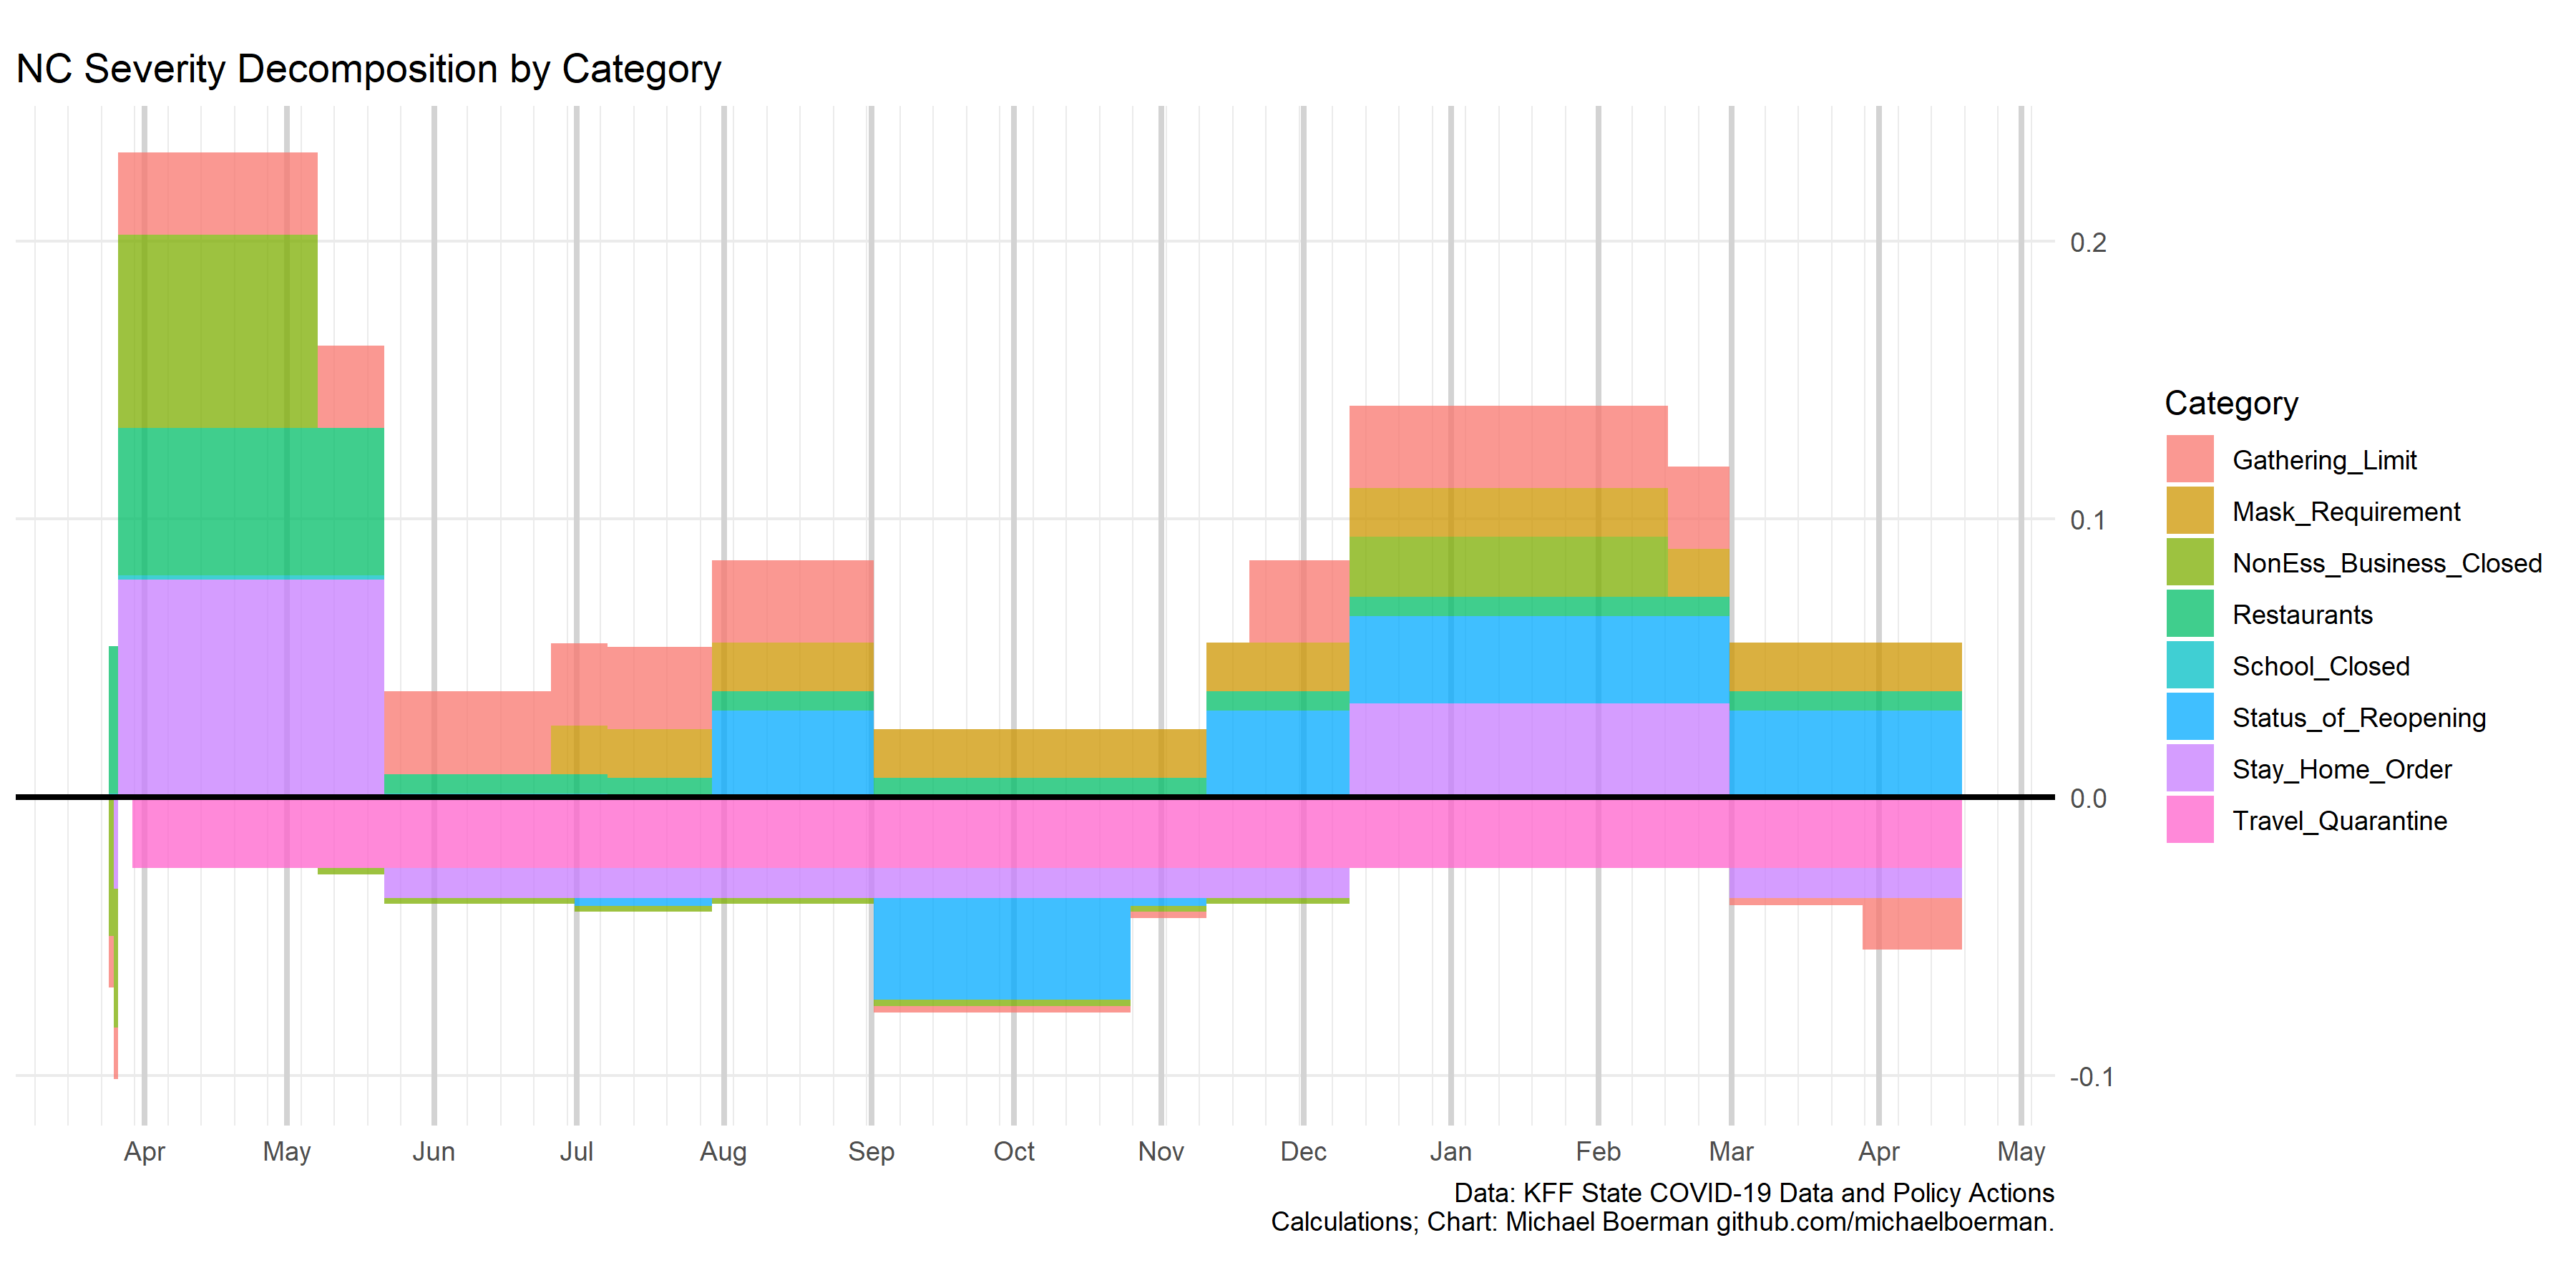 NC Severity Decomposition by Category
0.2
0.1
0.0
-0.1
Apr May Jun Jul Aug Sep Oct Nov Dec Jan Feb Mar Apr May
Category
Gathering_Limit
Mask_Requirement
NonEss_Business_Closed
Restaurants
School_Closed
Status_of_Reopening
Stay_Home_Order
Travel_Quarantine
Data: KFF State COVID-19 Data and Policy Actions
Calculations; Chart: Michael Boerman github.com/michaelboerman.